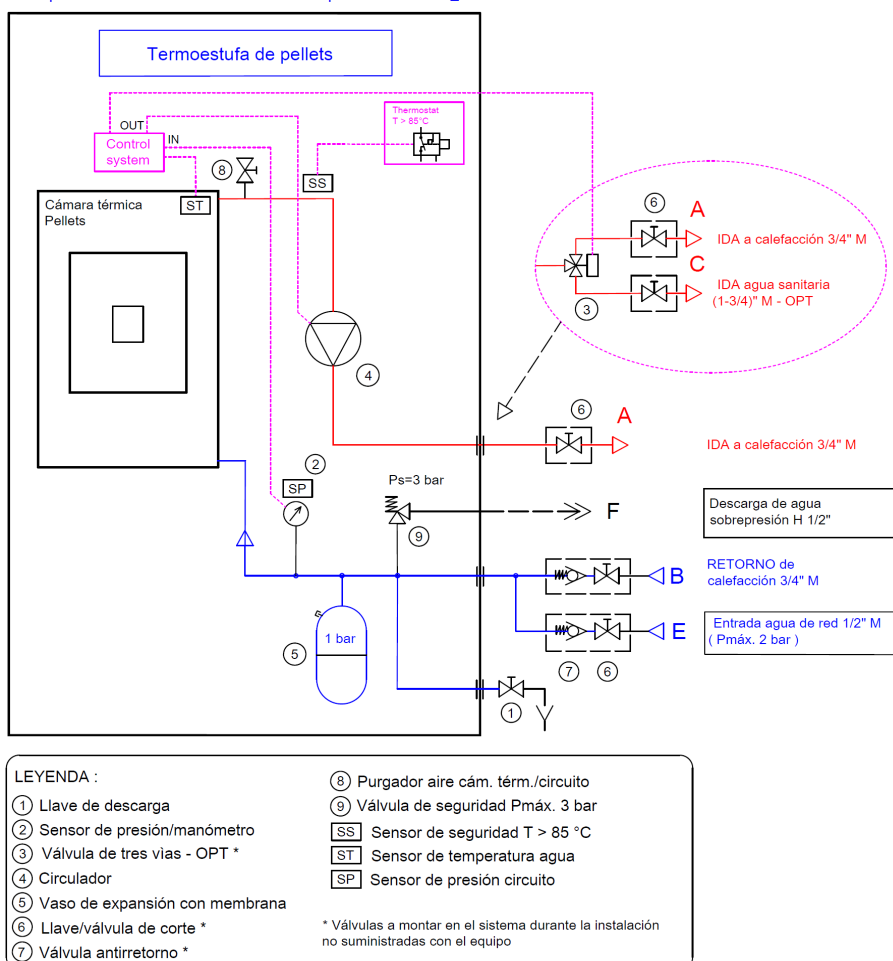 Termoestufa de pellets
Thermostat
T > 85°C
OUT
IN
Control
system
8
SS
ST
Cámara térmica
Pellets
6
A
IDA a calefacción 3/4" M
C
IDA agua sanitaria
(1-3/4)" M - OPT
3
4
6
A
IDA a calefacción 3/4" M
2
SP
Ps=3 bar
F
Descarga de agua
sobrepresión H 1/2"
9
B
RETORNO de
calefacción 3/4" M
1 bar
5
E
Entrada agua de red 1/2" M
( Pmáx. 2 bar )
7
6
1
LEYENDA :
1 Llave de descarga
2 Sensor de presión/manómetro
3 Válvula de tres vìas - OPT *
4 Circulador
5 Vaso de expansión con membrana
6 Llave/válvula de corte *
7 Válvula antirretorno *
8 Purgador aire cám. térm./circuito
9 Válvula de seguridad Pmáx. 3 bar
SS Sensor de seguridad T > 85 °C
ST Sensor de temperatura agua
SP Sensor de presión circuito
* Válvulas a montar en el sistema durante la instalación
no suministradas con el equipo